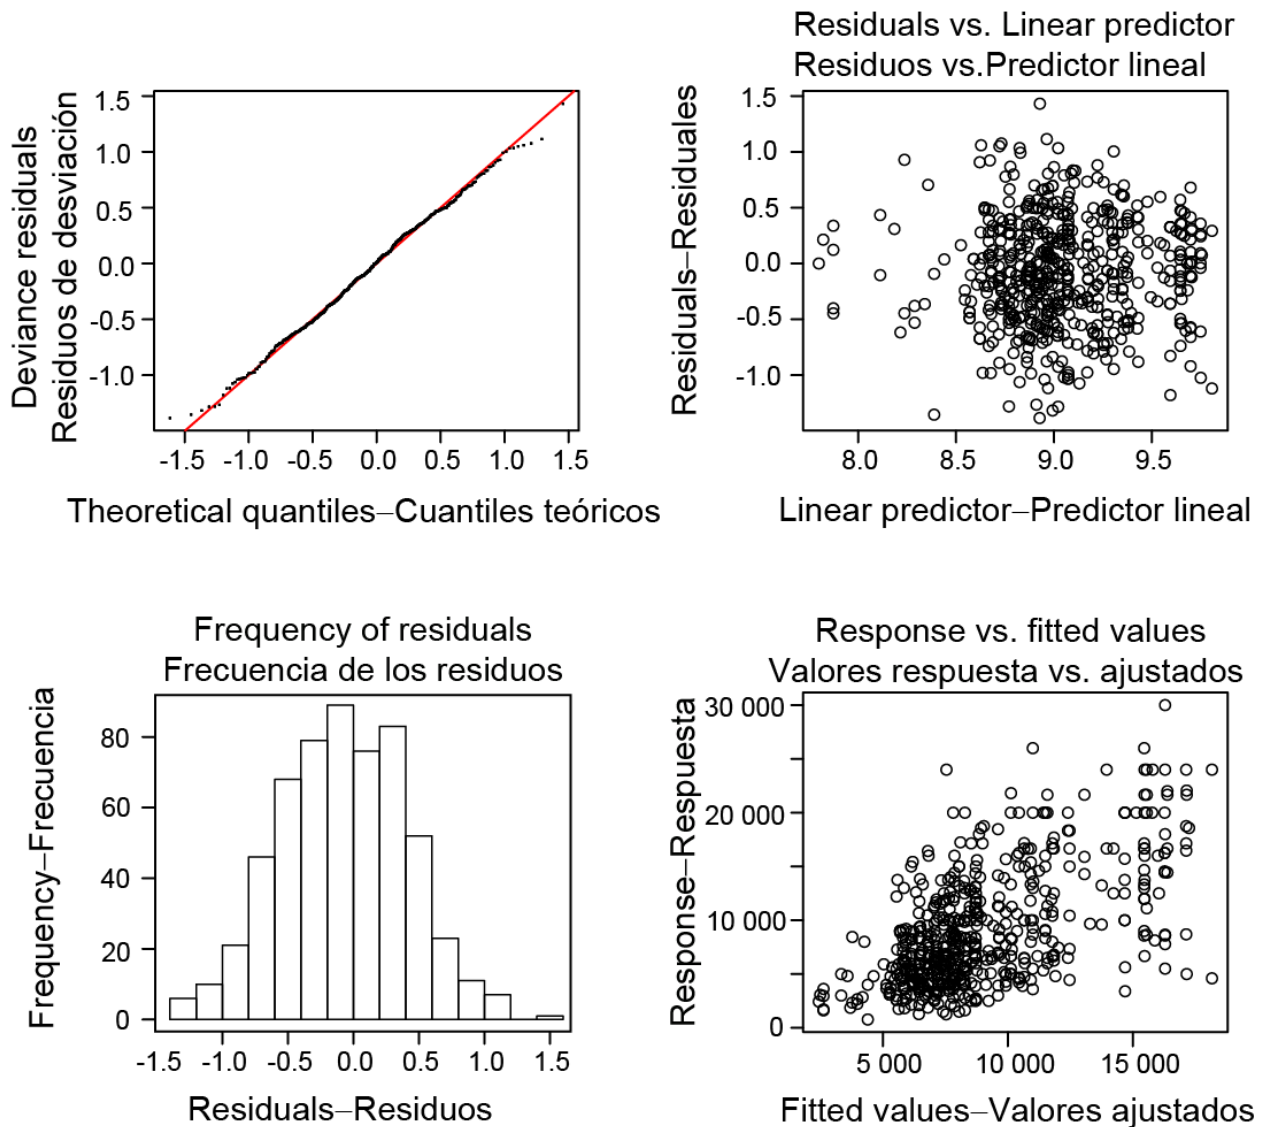 Deviance residuals
Residuos de desviación
1.5
1.0
0.5
0.0
-0.5
-1.0
-1.5 -1.0 -0.5 0.0 0.5 1.0 1.5
Theoretical quantiles–Cuantiles teóricos
Residuals vs. Linear predictor
Residuos vs.Predictor lineal
Residuals–Residuales
1.5
1.0
0.5
0.0
-0.5
-1.0
8.0 8.5 9.0 9.5
Linear predictor–Predictor lineal
Frequency of residuals
Frecuencia de los residuos
Frequency–Frecuencia
80
60
40
20
0
-1.5 -1.0 -0.5 0.0 0.5 1.0 1.5
Residuals–Residuos
Response vs. fitted values
Valores respuesta vs. ajustados
Response–Respuesta
30 000
20 000
10 000
0
5 000 10 000 15 000
Fitted values–Valores ajustados